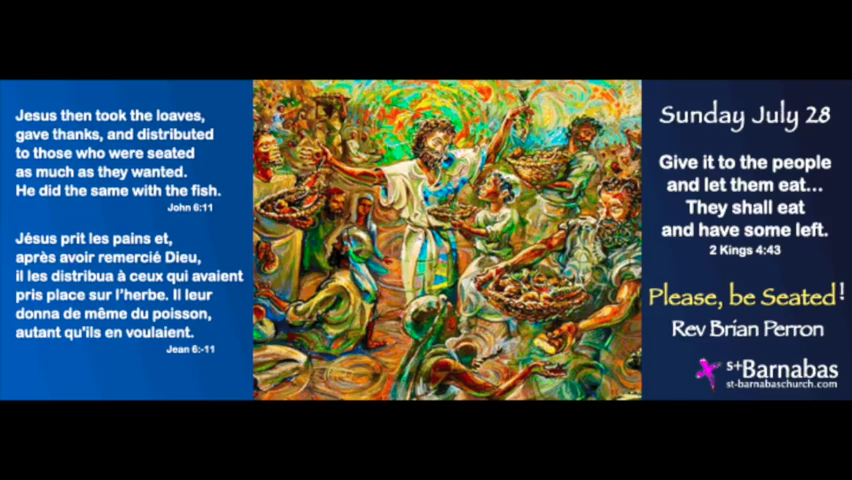 Jesus then took the loaves,
gave thanks, and distributed
to those who were seated
as much as they wanted.
He did the same with the fish.
John 6:11
Jésus prit les pains et,
après avoir remercié Dieu,
il les distribua à ceux qui avaient
pris place sur l'herbe. Il leur
donna de même du poisson,
autant qu'ils en voulaient.
Jean 6:-11
Sunday July 28
Give it to the people
and let them eat...
They shall eat
and have some left.
2 Kings 4:43
Please, be Seated!
Rev Brian Perron
st Barnabas
st-barnabaschurch.com